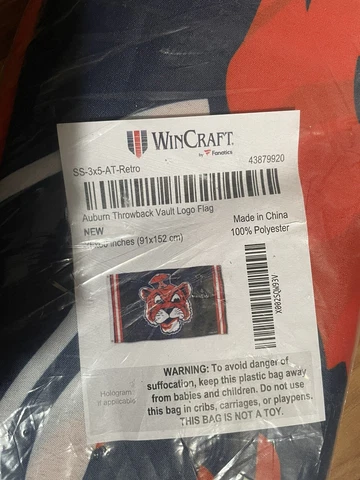 WINCRAFT.
by Fanatics
SS-3x5-AT-Retro
43879920
Auburn Throwback Vault Logo Flag
NEW
inches (91x152 cm)
Made in China
100% Polyester
X002SQW93V
Hologram
if applicable
WARNING: To avoid danger of
suffocation, keep this plastic bag away
from babies and children. Do not use
this bag in cribs, carriages, or playpens.
THIS BAG IS NOT A TOY.